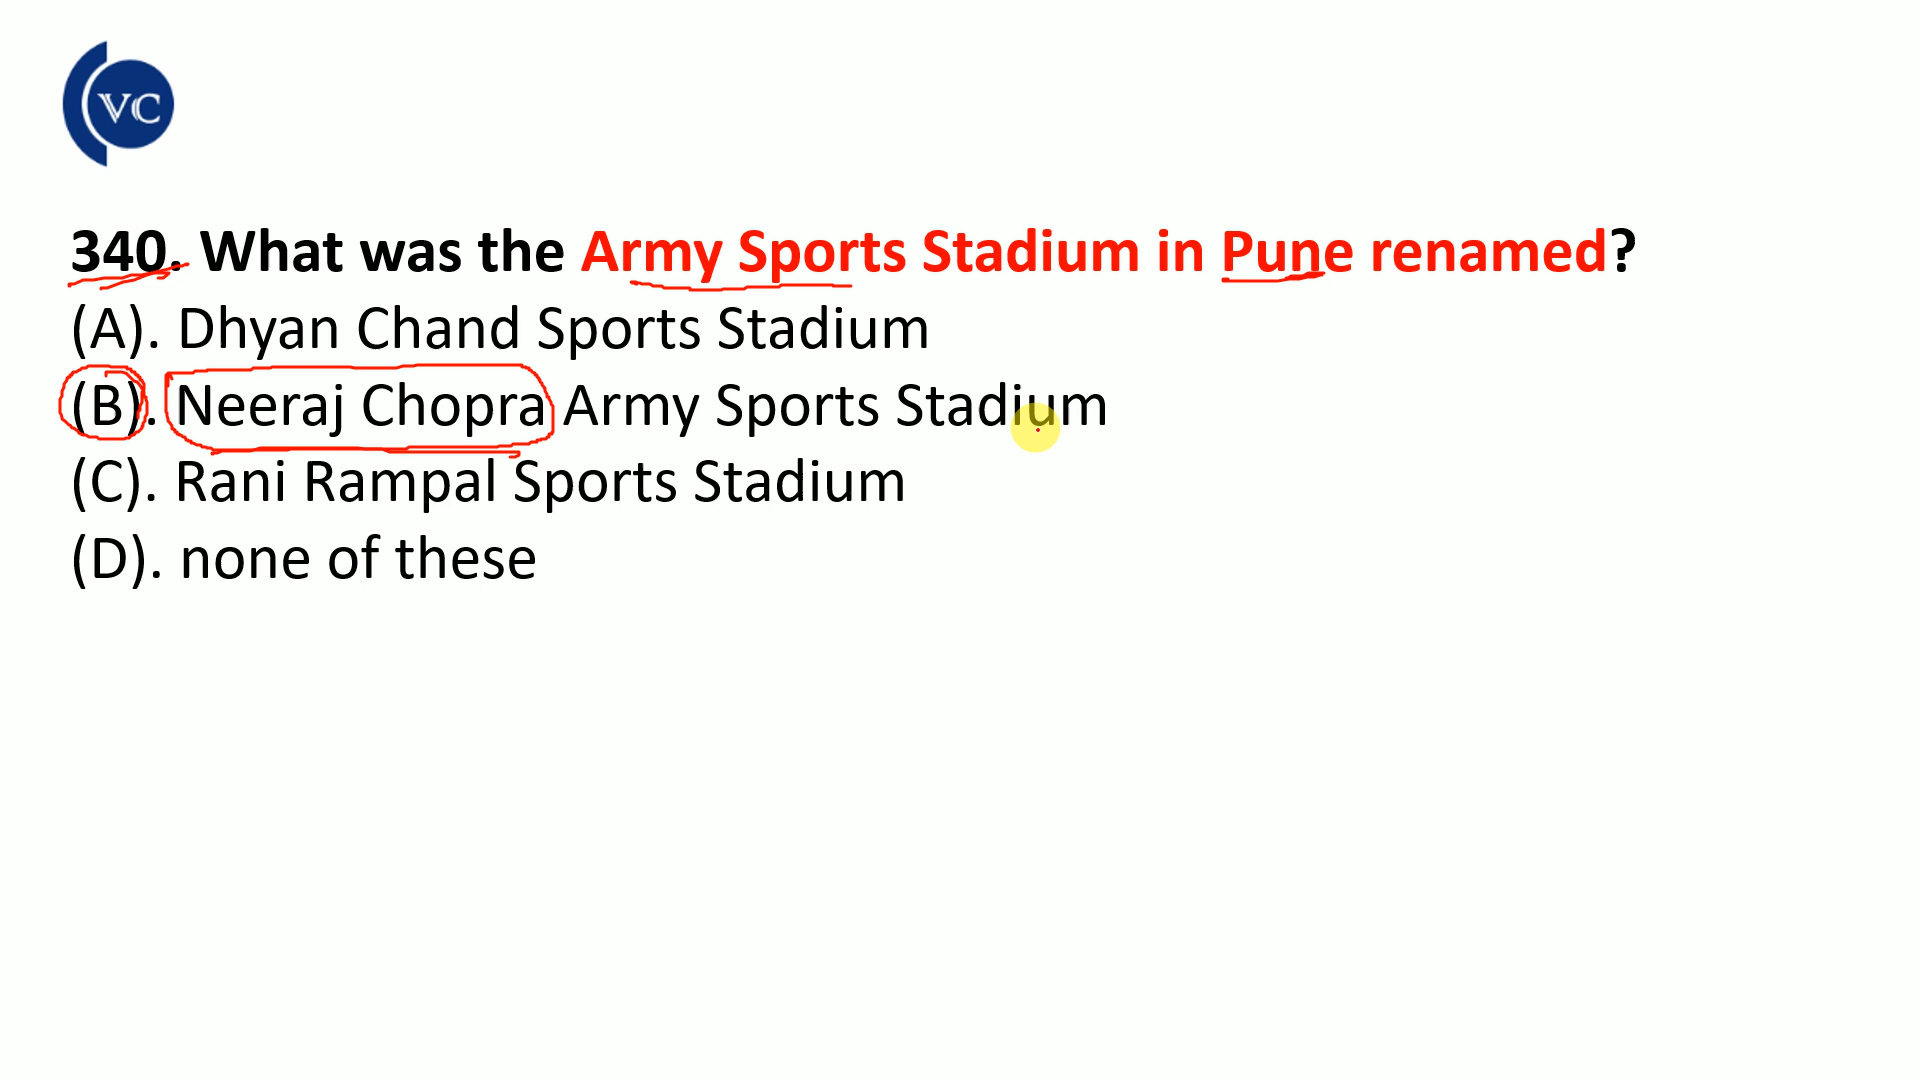 VC
340. What was the Army Sports Stadium in Pune renamed?
(A). Dhyan Chand Sports Stadium
(B). Neeraj Chopra Army Sports Stadium
(C). Rani Rampal Sports Stadium
(D). none of these